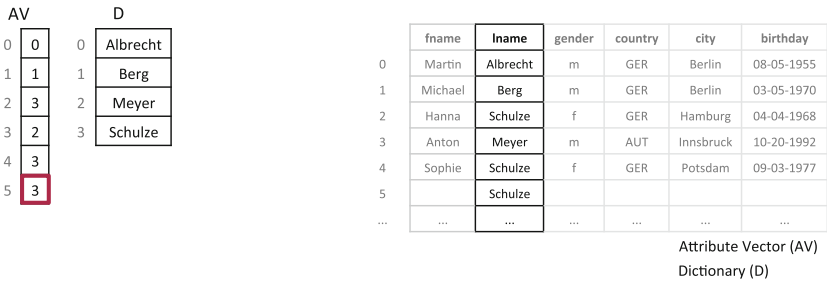 AV D
0 0 0 Albrecht
1 1 1 Berg
2 3 2 Meyer
3 2 3 Schulze
4 3
5 3
fname lname gender country city birthday
0 Martin Albrecht m GER Berlin 08-05-1955
1 Michael Berg m GER Berlin 03-05-1970
2 Hanna Schulze f GER Hamburg 04-04-1968
3 Anton Meyer m AUT Innsbruck 10-20-1992
4 Sophie Schulze f GER Potsdam 09-03-1977
5 Schulze
... ... ... ... ... ... ...
Attribute Vector (AV)
Dictionary (D)